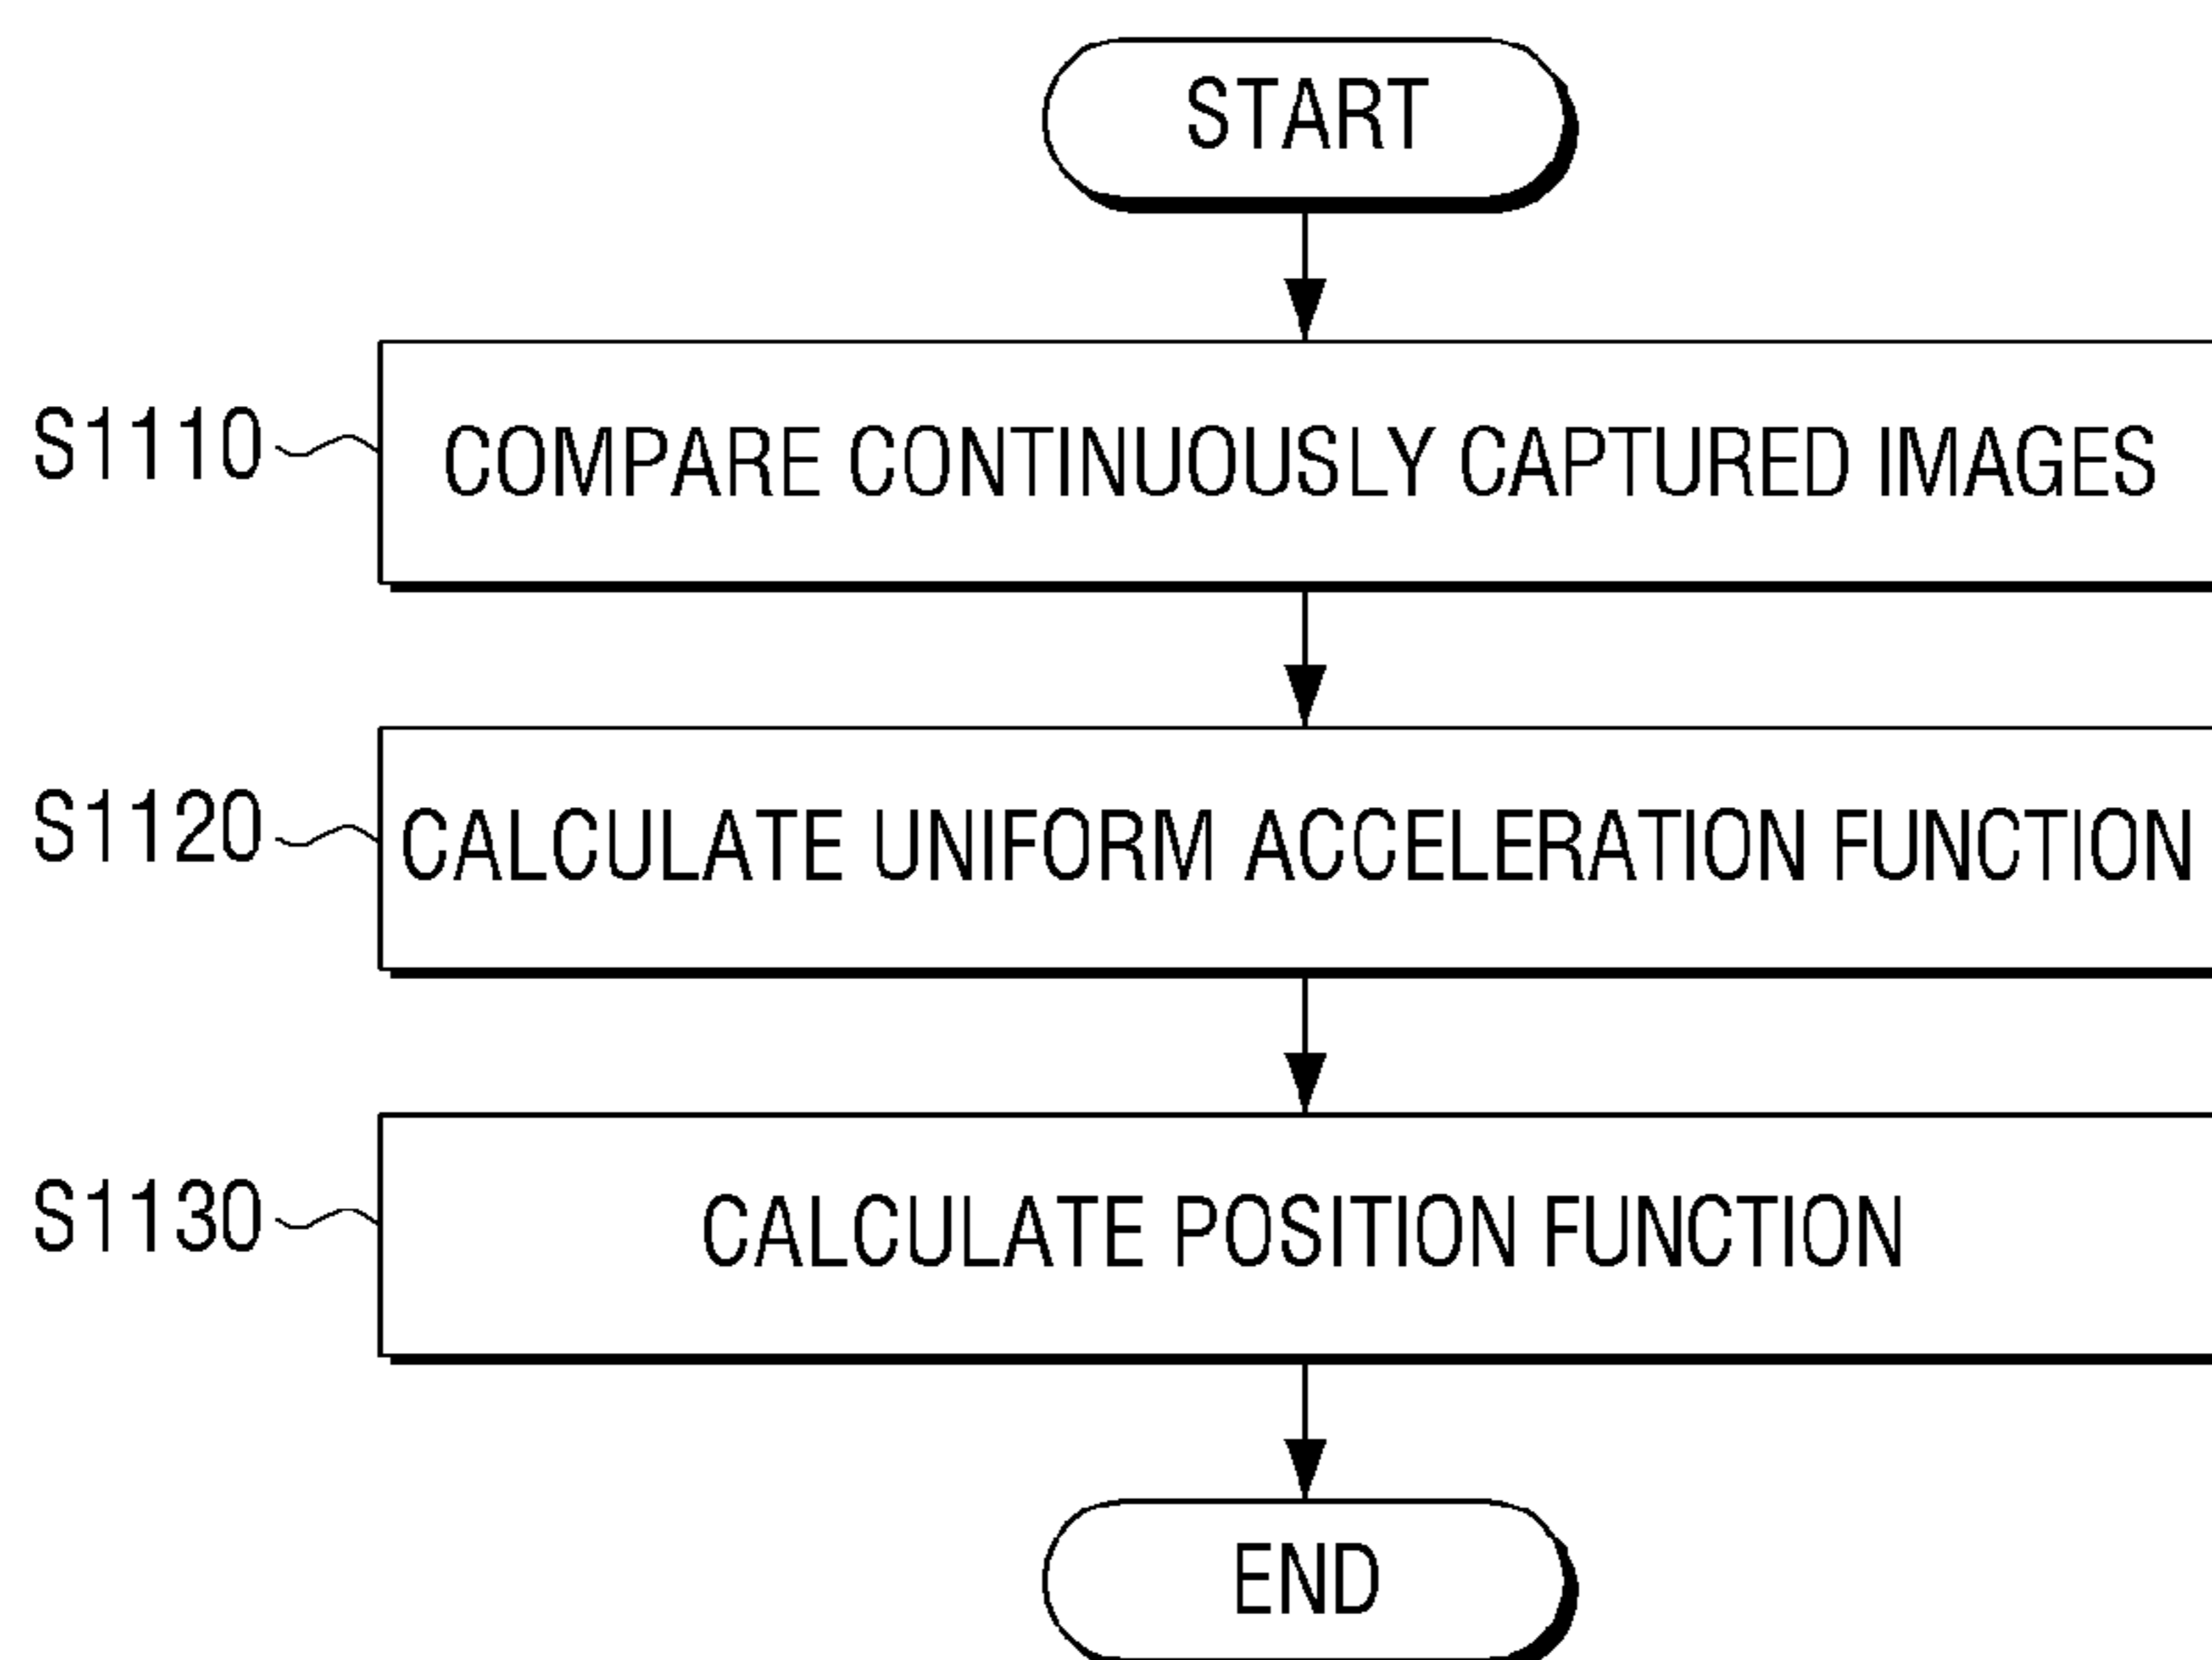 START
S1110
COMPARE CONTINUOUSLY CAPTURED IMAGES
S1120
CALCULATE UNIFORM ACCELERATION FUNCTION
S1130
CALCULATE POSITION FUNCTION
END